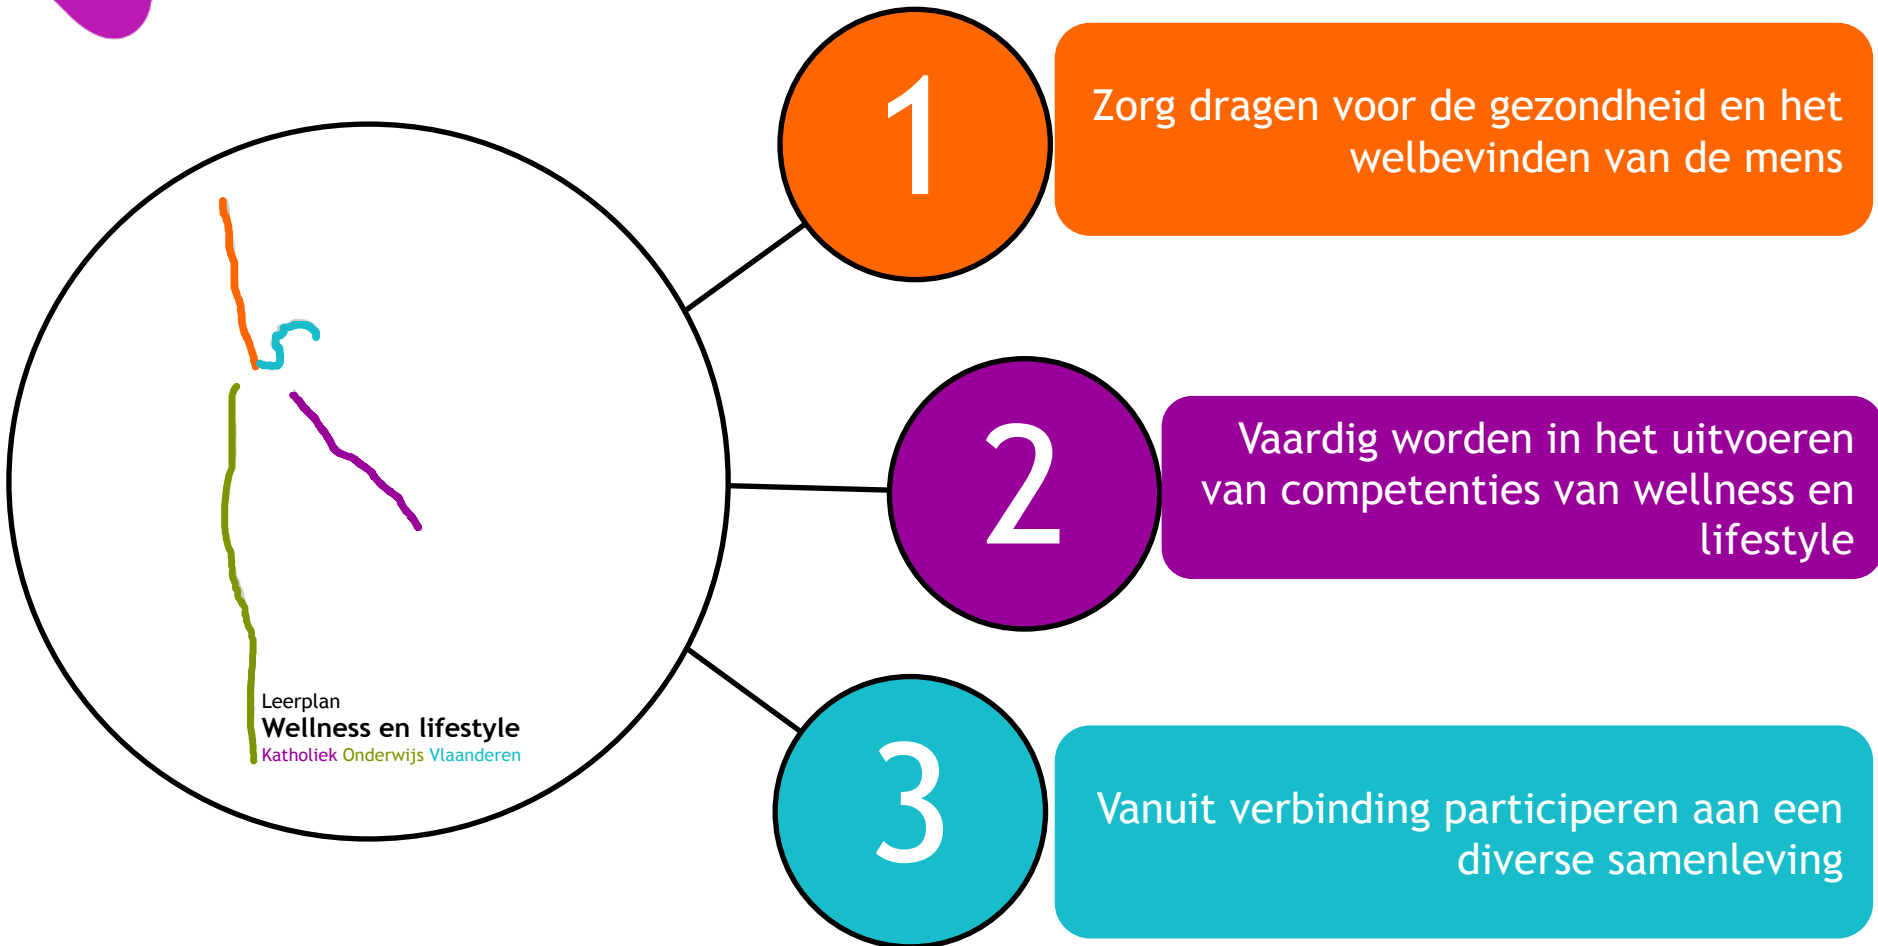 Leerplan
Wellness en lifestyle
Katholiek Onderwijs Vlaanderen
1
Zorg dragen voor de gezondheid en het
welbevinden van de mens
2
Vaardig worden in het uitvoeren
van competenties van wellness en
lifestyle
3
Vanuit verbinding participeren aan een
diverse samenleving